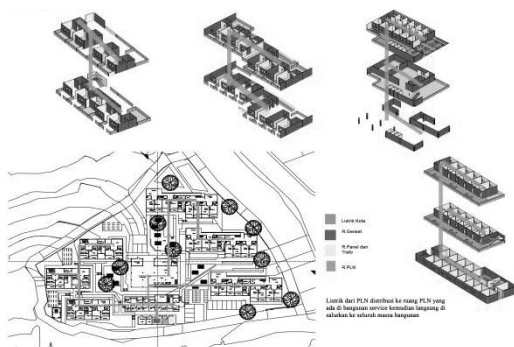 Listrik Kota
R.Genset
R.Panel dan
Trafo
R.PLN
Listrik dari PLN distribusi ke ruang PLN yang
ada di bangunan service kemudian langsung di
salurkan ke seluruh massa bangunan